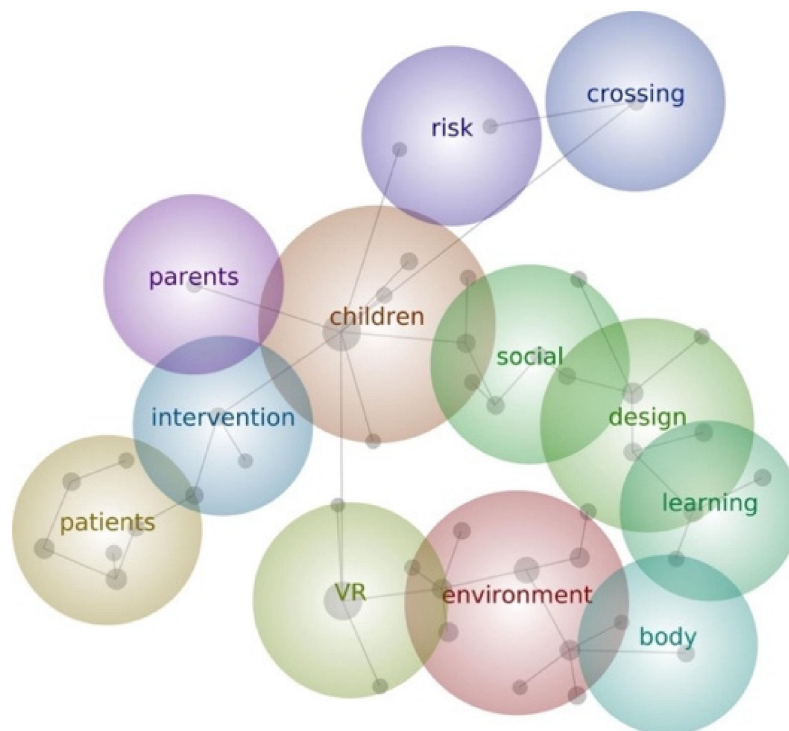 crossing
risk
parents
children
social
intervention
design
learning
patients
VR
environment
body